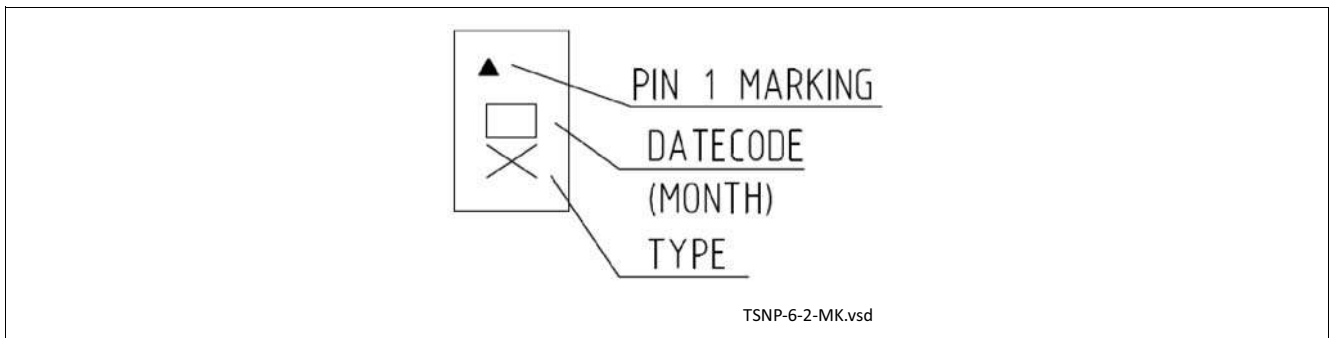 PIN 1 MARKING
DATECODE
(MONTH)
TYPE
TSNP-6-2-MK.vsd